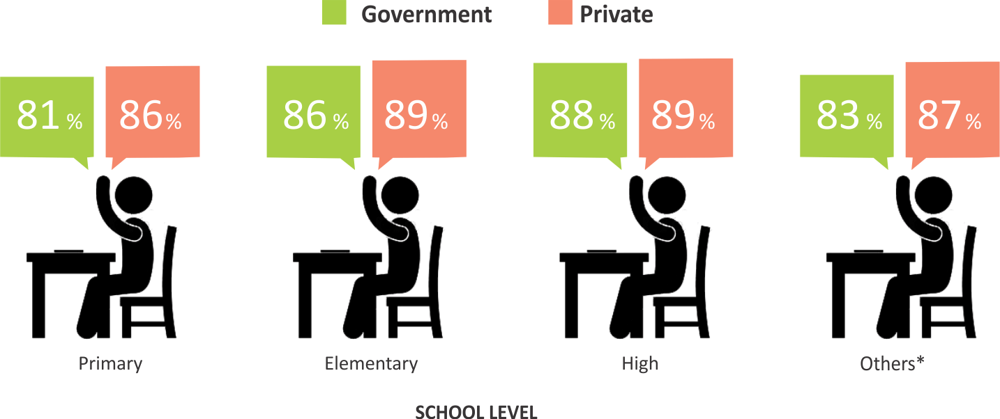 Government Private
81 % 86 % 86 % 89 % 88 % 89 % 83 % 87 %
Primary Elementary High Others*
SCHOOL LEVEL